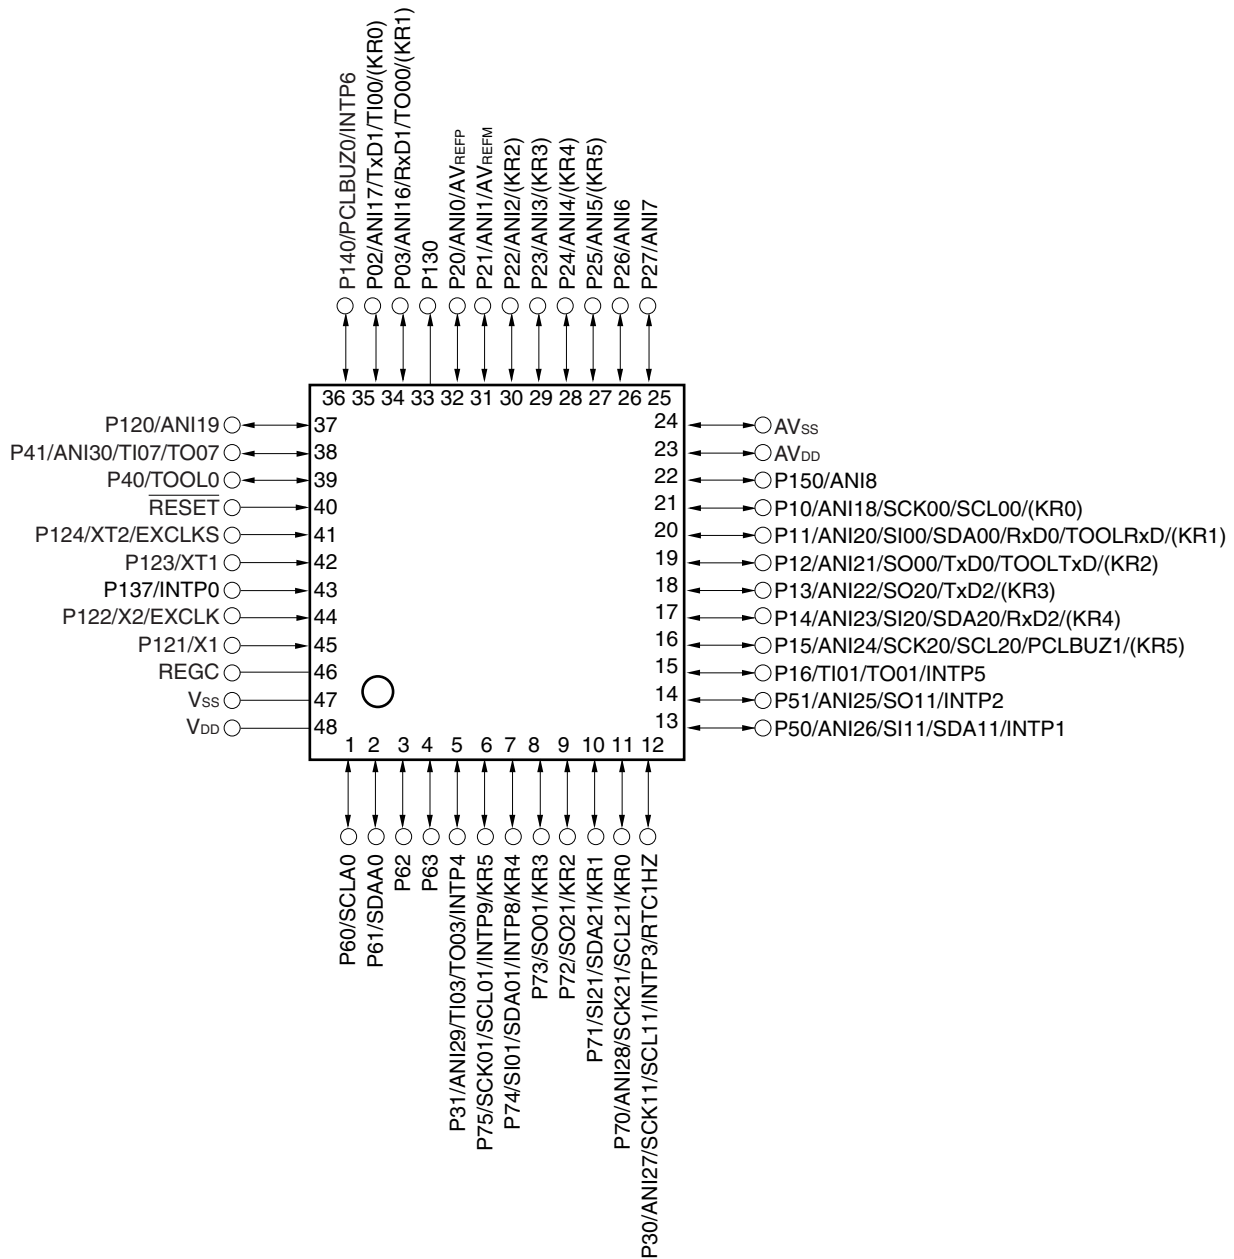 P140/PCLBUZ0/INTP6
P02/ANI17/TxD1/TI00/(KR0)
P03/ANI16/RxD1/TO00/(KR1)
P130
P20/ANI0/AVREFP
P21/ANI1/AVREFM
P22/ANI2/(KR2)
P23/ANI3/(KR3)
P24/ANI4/(KR4)
P25/ANI5/(KR5)
P26/ANI6
P27/ANI7
36 35 34 33 32 31 30 29 28 27 26 25
P120/ANI19 37
P41/ANI30/TI07/TO07 38
P40/TOOL0 39
RESET 40
P124/XT2/EXCLKS 41
P123/XT1 42
P137/INTP0 43
P122/X2/EXCLK 44
P121/X1 45
REGC 46
VSS 47
VDD 48
24 AVSS
23 AVDD
22 P150/ANI8
21 P10/ANI18/SCK00/SCL00/(KR0)
20 P11/ANI20/SI00/SDA00/RxD0/TOOLRxD/(KR1)
19 P12/ANI21/SO00/TxD0/TOOLTxD/(KR2)
18 P13/ANI22/SO20/TxD2/(KR3)
17 P14/ANI23/SI20/SDA20/RxD2/(KR4)
16 P15/ANI24/SCK20/SCL20/PCLBUZ1/(KR5)
15 P16/TI01/TO01/INTP5
14 P51/ANI25/SO11/INTP2
13 P50/ANI26/SI11/SDA11/INTP1
1 2 3 4 5 6 7 8 9 10 11 12
P60/SCLA0
P61/SDAA0
P62
P63
P31/ANI29/TI03/TO03/INTP4
P75/SCK01/SCL01/INTP9/KR5
P74/SI01/SDA01/INTP8/KR4
P73/SO01/KR3
P72/SO21/KR2
P71/SI21/SDA21/KR1
P70/ANI28/SCK21/SCL21/KR0
P30/ANI27/SCK11/SCL11/INTP3/RTC1HZ